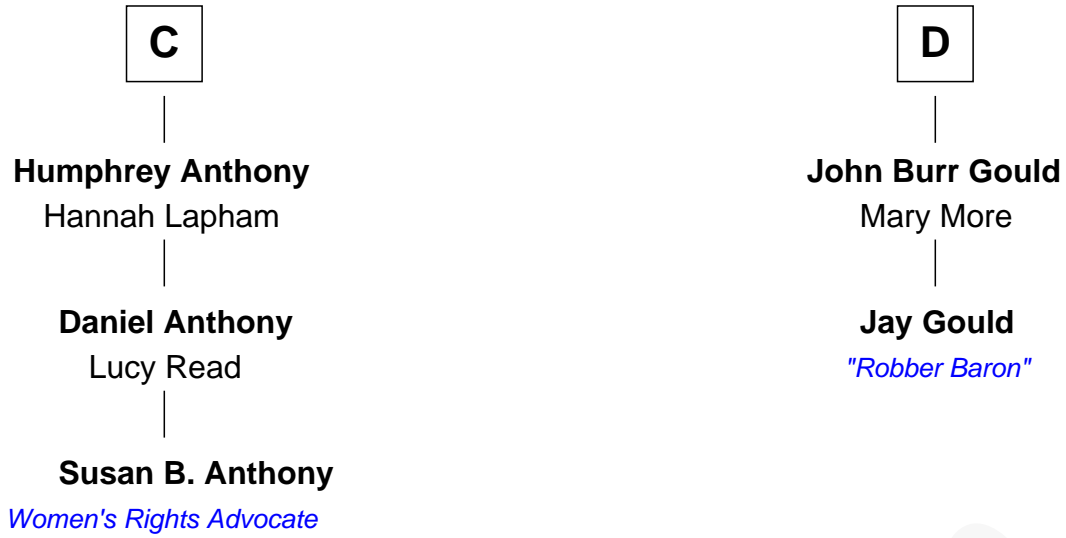 C
Humphrey Anthony
Hannah Lapham
Daniel Anthony
Lucy Read
Susan B. Anthony
Women's Rights Advocate
D
John Burr Gould
Mary More
Jay Gould
"Robber Baron"